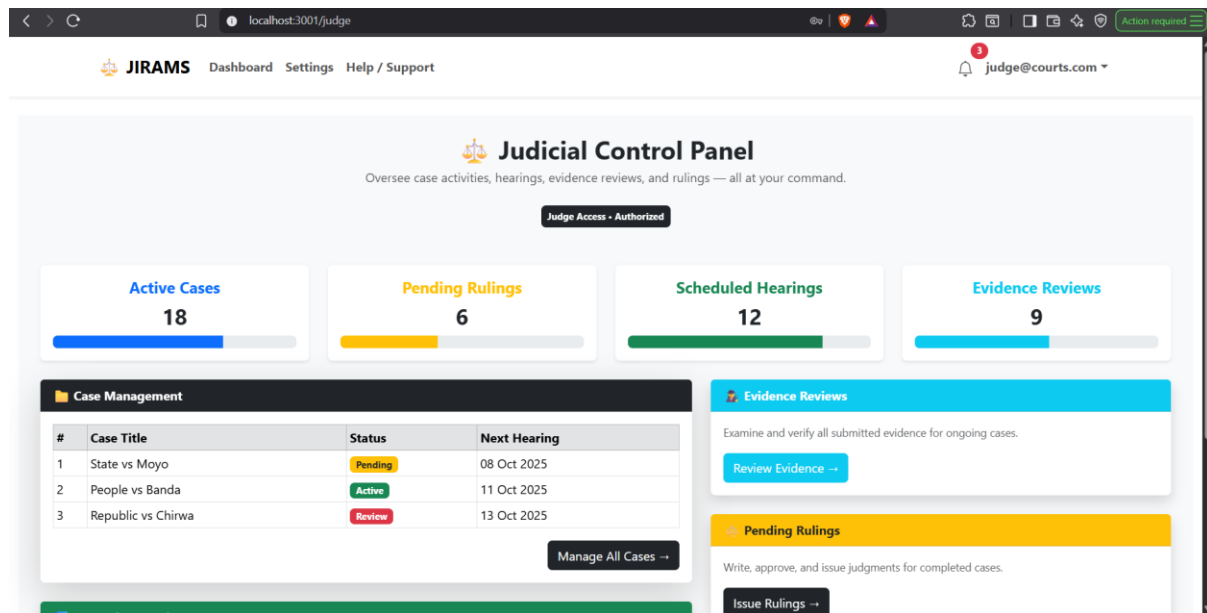 localhost:3001/judge
Action required
JIRAMS Dashboard Settings Help / Support
3
judge@courts.com
Judicial Control Panel
Oversee case activities, hearings, evidence reviews, and rulings — all at your command.
Judge Access • Authorized
Active Cases
18
Pending Rulings
6
Scheduled Hearings
12
Evidence Reviews
9
Case Management
# Case Title Status Next Hearing
1 State vs Moyo Pending 08 Oct 2025
2 People vs Banda Active 11 Oct 2025
3 Republic vs Chirwa Review 13 Oct 2025
Manage All Cases →
Evidence Reviews
Examine and verify all submitted evidence for ongoing cases.
Review Evidence →
Pending Rulings
Write, approve, and issue judgments for completed cases.
Issue Rulings →